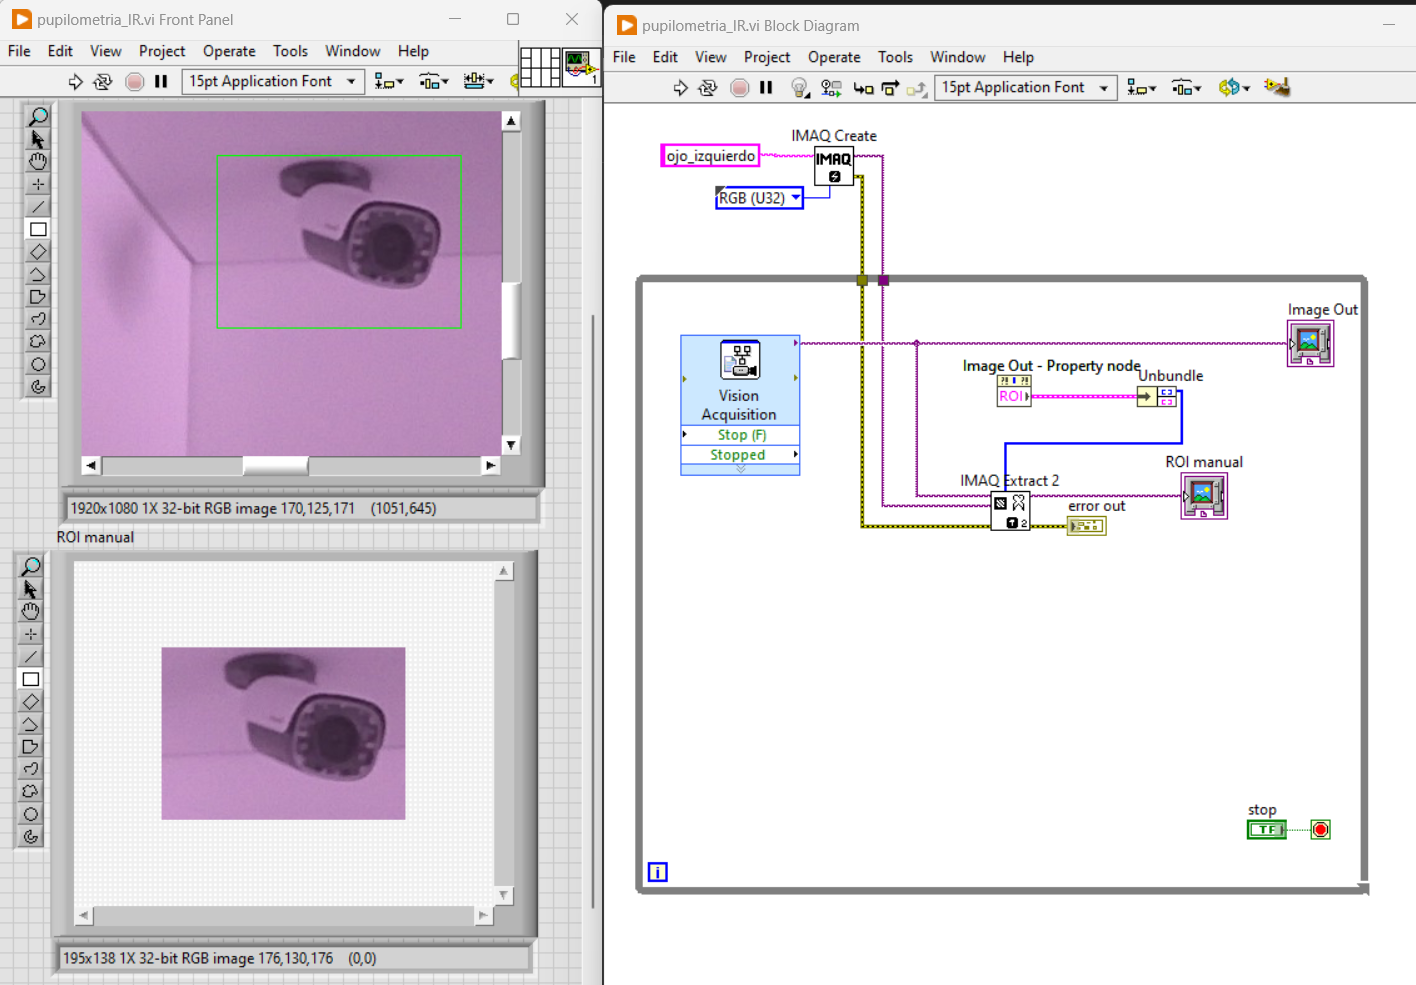 pupilometria_IR.vi Front Panel
File Edit View Project Operate Tools Window Help
15pt Application Font
1
1920x1080 1X 32-bit RGB image 170,125,171 (1051,645)
ROI manual
195x138 1X 32-bit RGB image 176,130,176 (0,0)
pupilometria_IR.vi Block Diagram
File Edit View Project Operate Tools Window Help
15pt Application Font
IMAQ Create
ojo_izquierdo
IMAQ
RGB (U32)
Image Out
Image Out - Property node
ROI
Unbundle
Vision
Acquisition
Stop (F)
Stopped
ROI manual
IMAQ Extract 2
2
error out
stop
TF
i